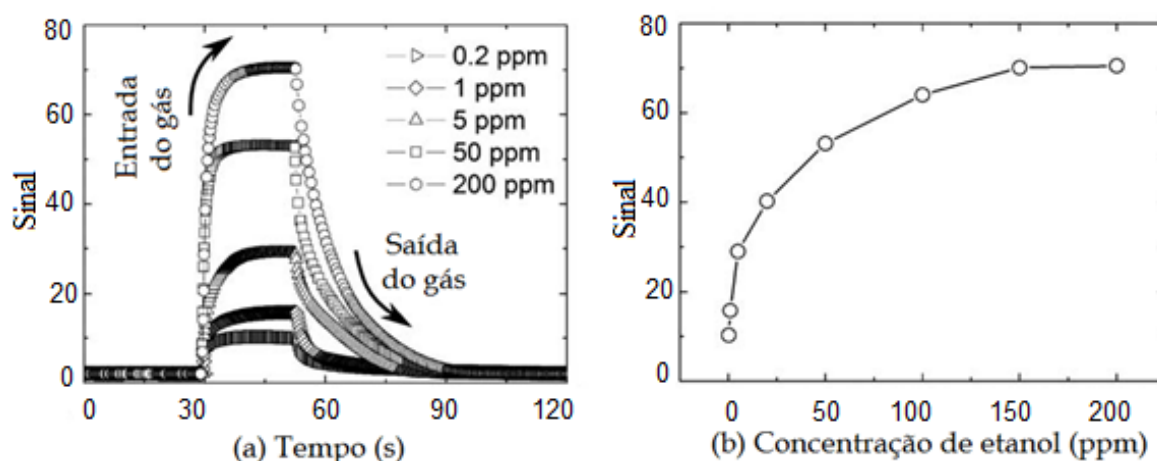 80
60
40
20
0
Sinal
Entrada
do gás
0.2 ppm
1 ppm
5 ppm
50 ppm
200 ppm
Saída
do gás
0 30 60 90 120
(a) Tempo (s)
80
60
40
20
0
Sinal
0 50 100 150 200
(b) Concentração de etanol (ppm)